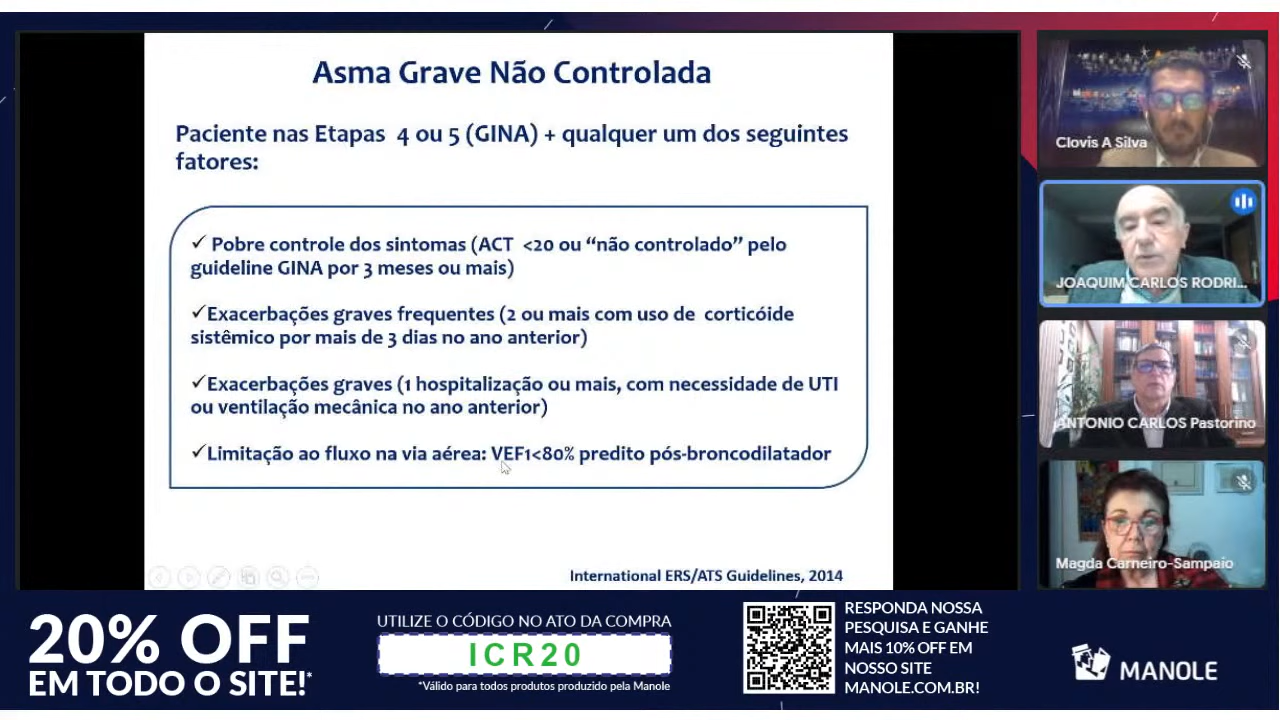 Asma Grave Não Controlada
Paciente nas Etapas 4 ou 5 (GINA) + qualquer um dos seguintes
fatores:
✓ Pobre controle dos sintomas (ACT <20 ou “não controlado” pelo
guideline GINA por 3 meses ou mais)
✓Exacerbações graves frequentes (2 ou mais com uso de corticóide
sistêmico por mais de 3 dias no ano anterior)
✓Exacerbações graves (1 hospitalização ou mais, com necessidade de UTI
ou ventilação mecânica no ano anterior)
✓Limitação ao fluxo na via aérea: VEF1<80% predito pós-broncodilatador
International ERS/ATS Guidelines, 2014
Clovis A Silva
JOAQUIM CARLOS RODRI...
ANTONIO CARLOS Pastorino
Magda Carneiro-Sampaio
20% OFF
EM TODO O SITE!*
UTILIZE O CÓDIGO NO ATO DA COMPRA
ICR20
*Válido para todos produtos produzido pela Manole
RESPONDA NOSSA
PESQUISA E GANHE
MAIS 10% OFF EM
NOSSO SITE
MANOLE.COM.BR!
MANOLE